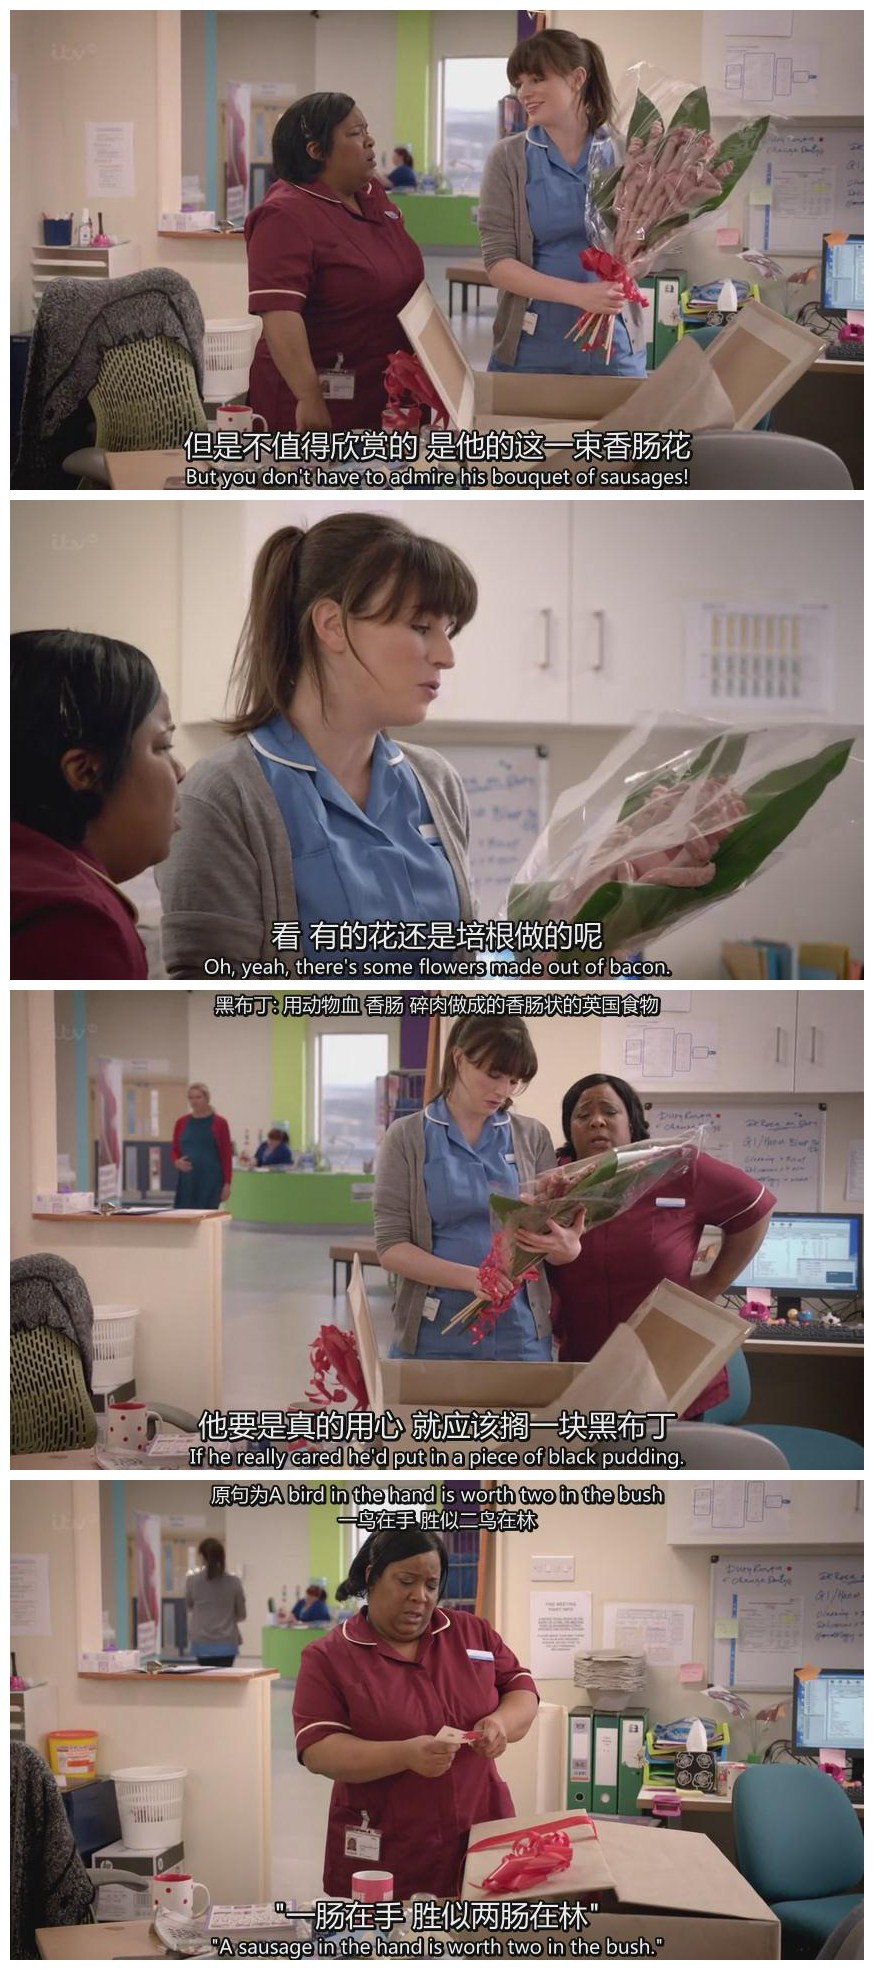 itv
但是不值得欣赏的 是他的这一束香肠花
But you don't have to admire his bouquet of sausages!
itv
看 有的花还是培根做的呢
Oh, yeah, there's some flowers made out of bacon.
黑布丁: 用动物血 香肠 碎肉做成的香肠状的英国食物
itv
他要是真的用心 就应该搁一块黑布丁
If he really cared he'd put in a piece of black pudding.
原句为A bird in the hand is worth two in the bush
一鸟在手 胜似二鸟在林
"一肠在手 胜似两肠在林"
"A sausage in the hand is worth two in the bush."